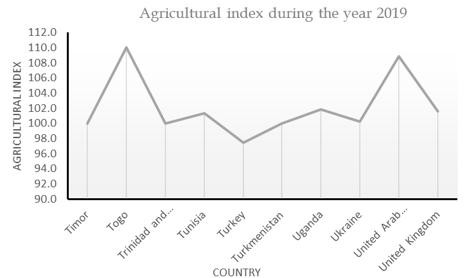 Agricultural index during the year 2019
AGRICULTURAL INDEX
112.0
110.0
108.0
106.0
104.0
102.0
100.0
98.0
96.0
94.0
92.0
90.0
Timor
Togo
Trinidad and...
Tunisia
Turkey
Turkmenistan
Uganda
Ukraine
United Arab...
United Kingdom
COUNTRY